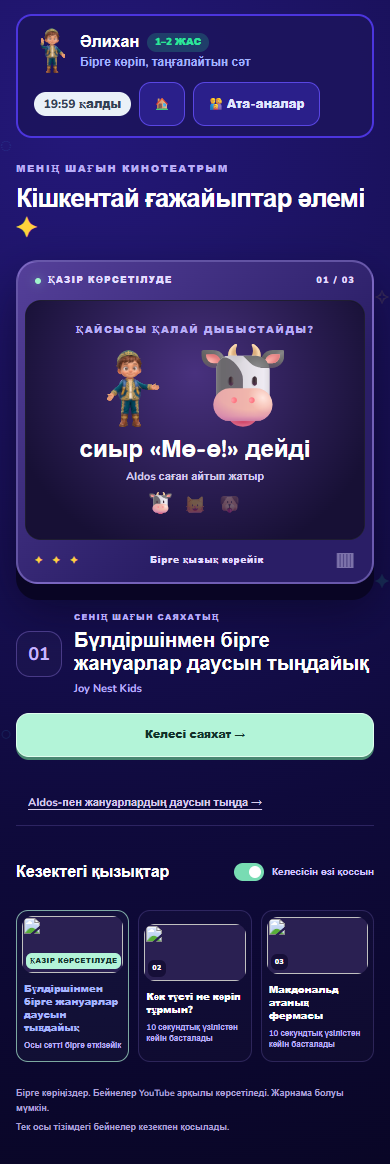 Әлихан
1–2 ЖАС
Бірге көріп, таңғалайтын сәт
19:59 қалды
Ата-аналар
МЕНІҢ ШАҒЫН КИНОТЕАТРЫМ
Кішкентай ғажайыптар әлемі
ҚАЗІР КӨРСЕТІЛУДЕ
01 / 03
ҚАЙСЫСЫ ҚАЛАЙ ДЫБЫСТАЙДЫ?
сиыр «Мө-ө!» дейді
Aldos саған айтып жатыр
Бірге қызық көрейік
СЕНІҢ ШАҒЫН САЯХАТЫҢ
01
Бүлдіршінмен бірге
жануарлар даусын тыңдайық
Joy Nest Kids
Келесі саяхат →
Aldos-пен жануарлардың даусын тыңда →
Кезектегі қызықтар
Келесісін өзі қоссын
ҚАЗІР КӨРСЕТІЛУДЕ
Бүлдіршінмен
бірге жануарлар
даусын
тыңдайық
Осы сәтті бірге өткізейік
02
Көк түсті не көріп
тұрмын?
10 секундтық үзілістен
кейін басталады
03
Макдональд
атаның
фермасы
10 секундтық үзілістен
кейін басталады
Бірге көріңіздер. Бейнелер YouTube арқылы көрсетіледі. Жарнама болуы
мүмкін.
Тек осы тізімдегі бейнелер кезекпен қосылады.